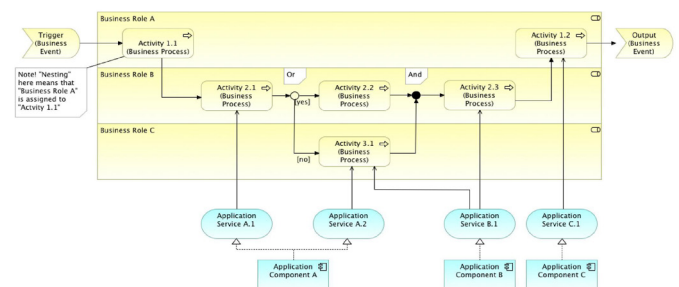 Business Role A
Trigger
(Business
Event)
Activity 1.1
(Business Process)
Activity 1.2
(Business
Process)
Output
(Business
Event)
Note! "Nesting"
here means that
"Business Role A"
is assigned to
"Activty 1.1"
Business Role B
Or
And
Activity 2.1
(Business
Process)
[yes]
Activity 2.2
(Business
Process)
Activity 2.3
(Business
Process)
Business Role C
[no]
Activity 3.1
(Business
Process)
Application
Service A.1
Application
Service A.2
Application
Service B.1
Application
Service C.1
Application
Component A
Application
Component B
Application
Component C